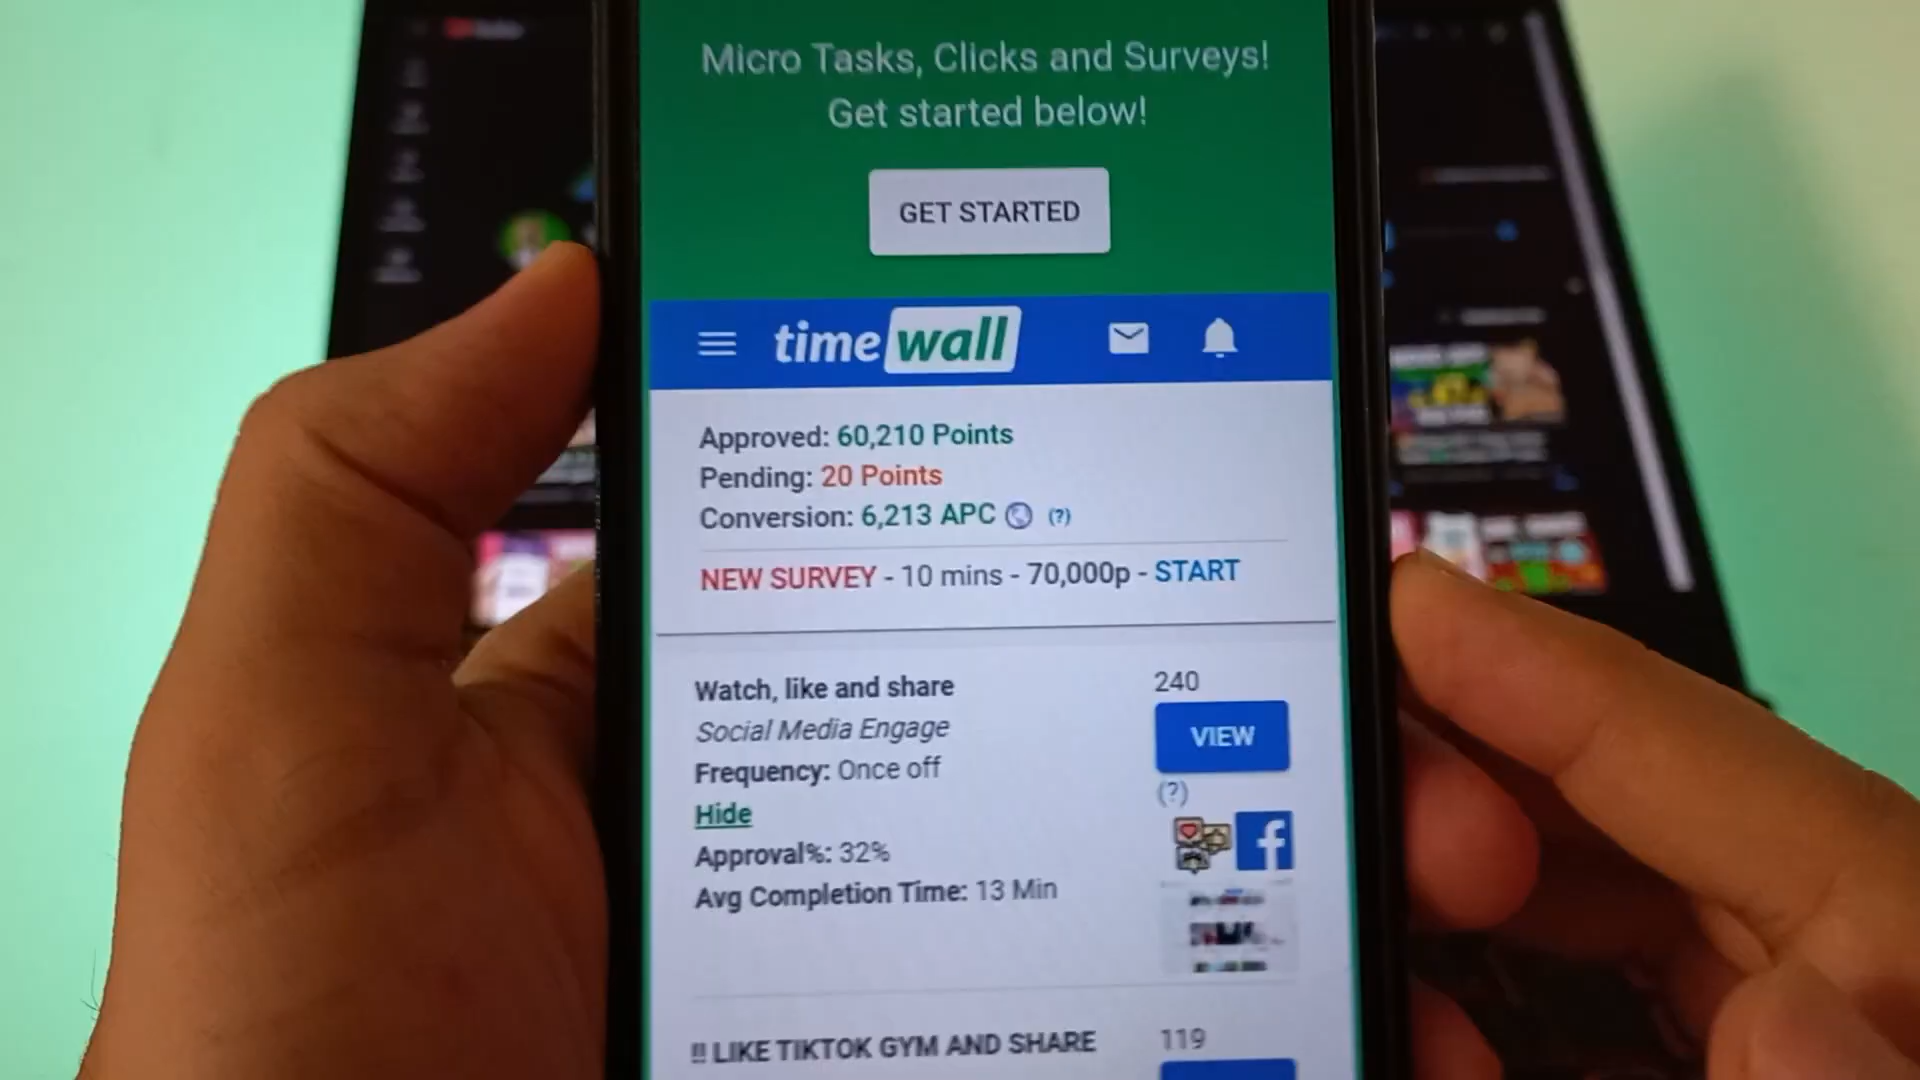 Micro Tasks, Clicks and Surveys!
Get started below!
GET STARTED
timewall
Approved: 60,210 Points
Pending: 20 Points
Conversion: 6,213 APC (?)
NEW SURVEY - 10 mins - 70,000p - START
Watch, like and share 240
Social Media Engage VIEW
Frequency: Once off
(?)
Hide
Approval%: 32%
Avg Completion Time: 13 Min
!! LIKE TIKTOK GYM AND SHARE 119